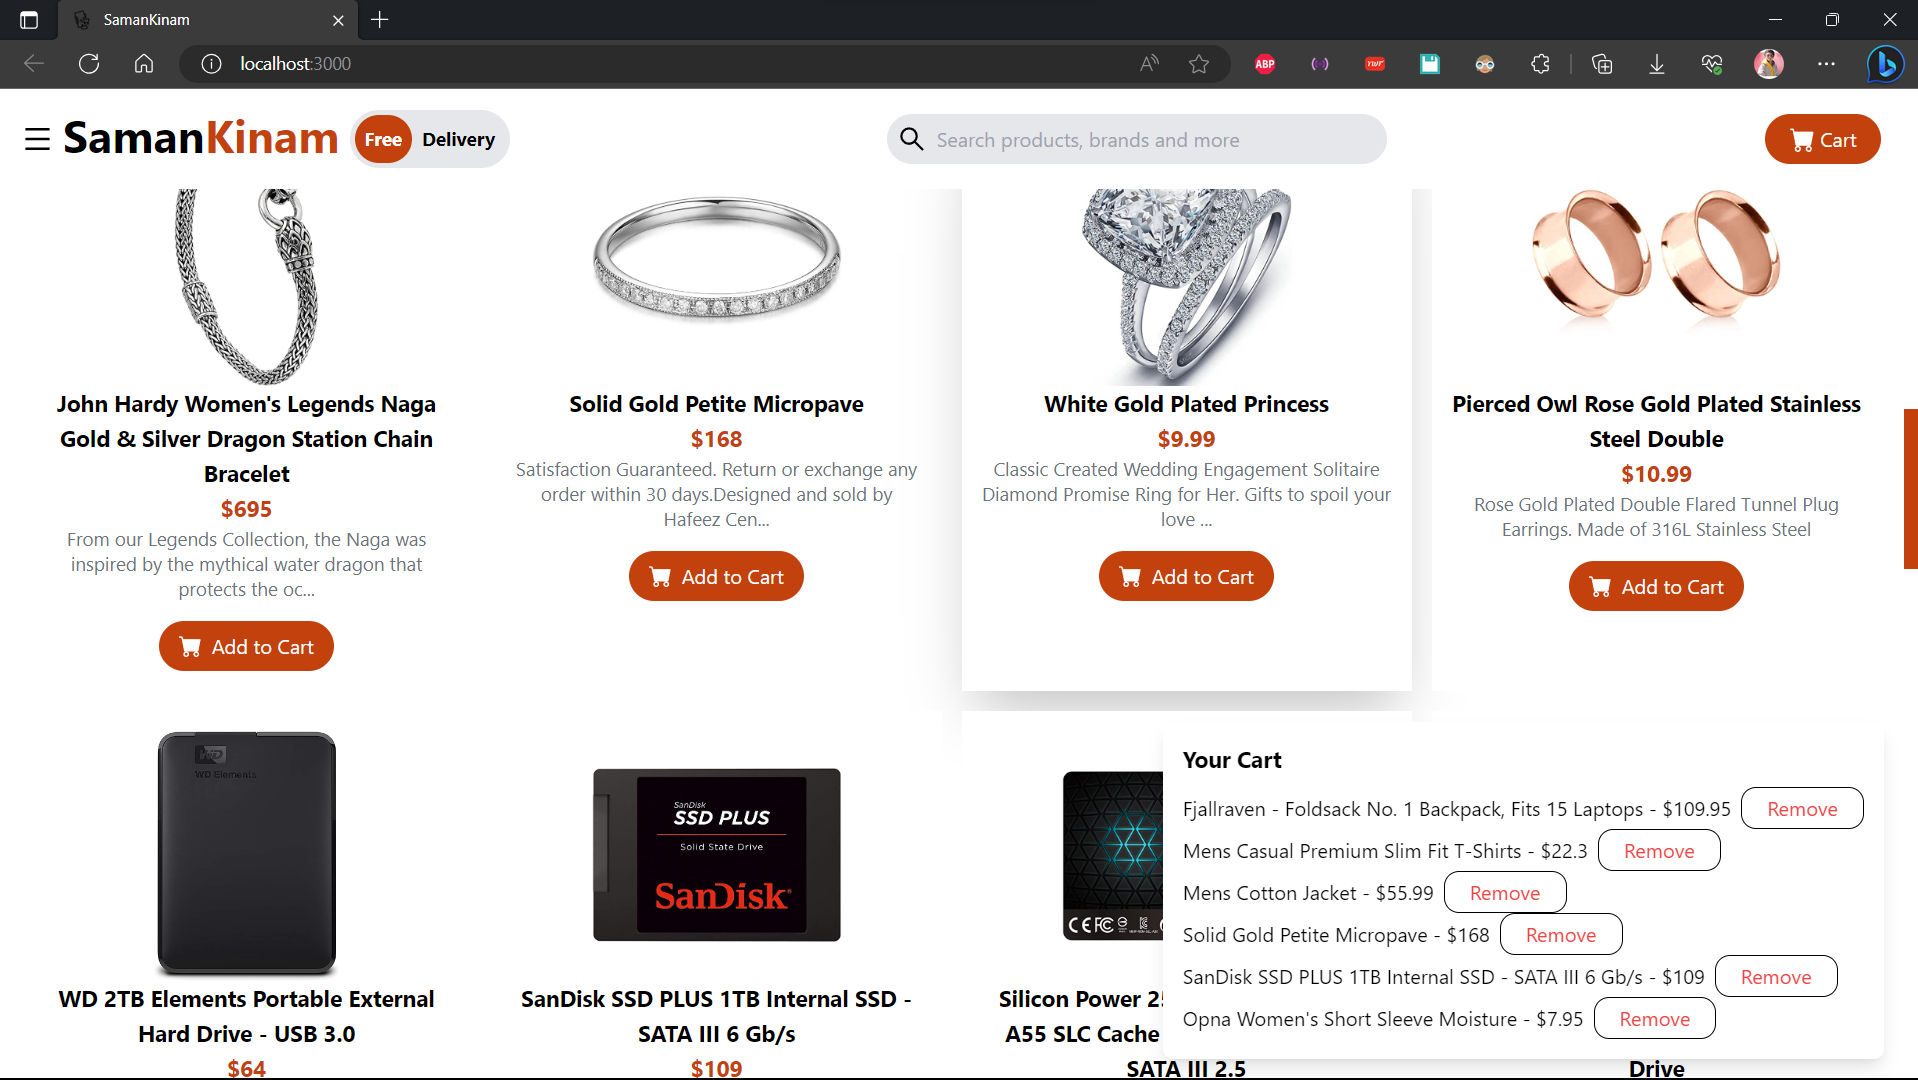 SamanKinam
localhost:3000
ABP
SamanKinam
Free Delivery
Search products, brands and more
Cart
John Hardy Women's Legends Naga
Gold & Silver Dragon Station Chain
Bracelet
$695
From our Legends Collection, the Naga was
inspired by the mythical water dragon that
protects the oc...
Add to Cart
Solid Gold Petite Micropave
$168
Satisfaction Guaranteed. Return or exchange any
order within 30 days.Designed and sold by
Hafeez Cen...
Add to Cart
White Gold Plated Princess
$9.99
Classic Created Wedding Engagement Solitaire
Diamond Promise Ring for Her. Gifts to spoil your
love ...
Add to Cart
Pierced Owl Rose Gold Plated Stainless
Steel Double
$10.99
Rose Gold Plated Double Flared Tunnel Plug
Earrings. Made of 316L Stainless Steel
Add to Cart
WD
WD Elements
WD 2TB Elements Portable External
Hard Drive - USB 3.0
$64
SanDisk
SSD PLUS
Solid State Drive
SanDisk
SanDisk SSD PLUS 1TB Internal SSD -
SATA III 6 Gb/s
$109
Silicon Power
A55 SLC Cache
SATA III 2.5
Drive
Your Cart
Fjallraven - Foldsack No. 1 Backpack, Fits 15 Laptops - $109.95 Remove
Mens Casual Premium Slim Fit T-Shirts - $22.3 Remove
Mens Cotton Jacket - $55.99 Remove
Solid Gold Petite Micropave - $168 Remove
SanDisk SSD PLUS 1TB Internal SSD - SATA III 6 Gb/s - $109 Remove
Opna Women's Short Sleeve Moisture - $7.95 Remove